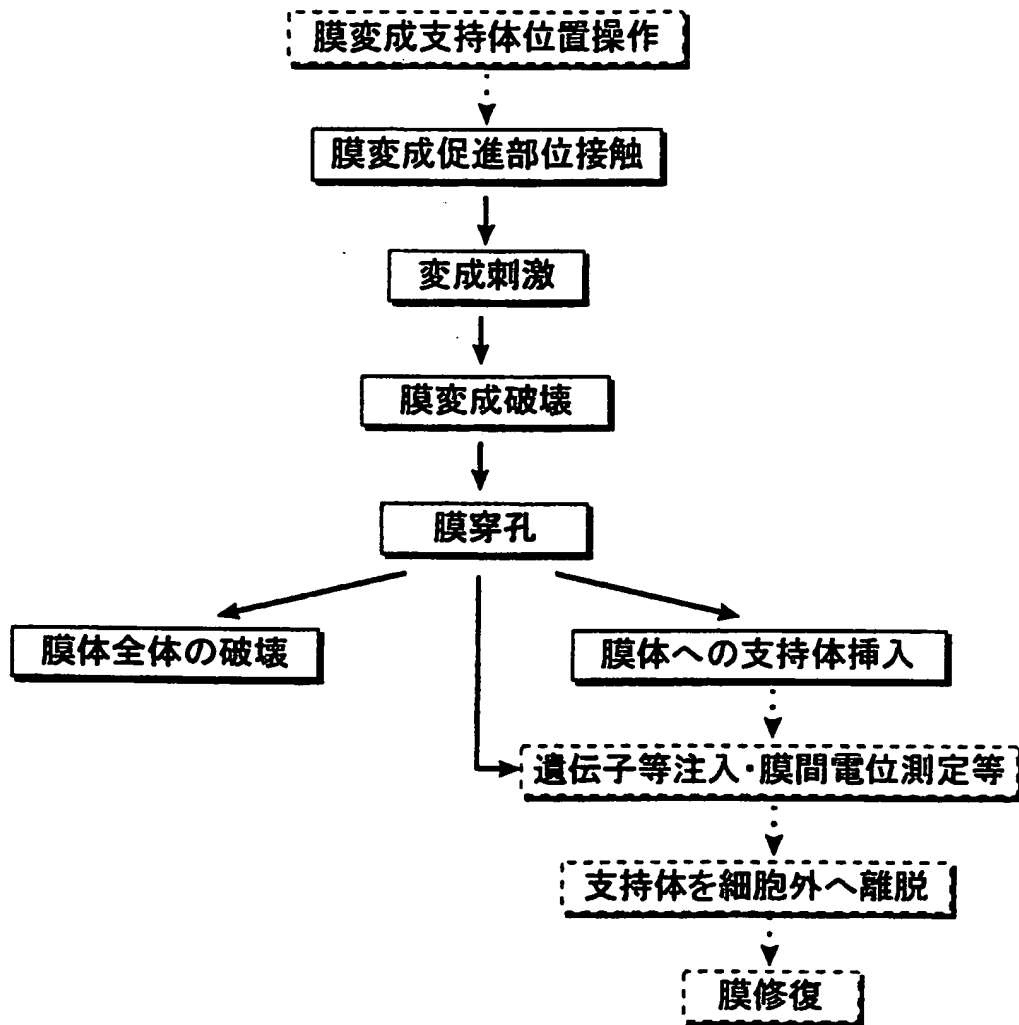 膜変成支持体位置操作
膜変成促進部位接触
変成刺激
膜変成破壊
膜穿孔
膜体全体の破壊
膜体への支持体挿入
遺伝子等注入・膜間電位測定等
支持体を細胞外へ離脱
膜修復